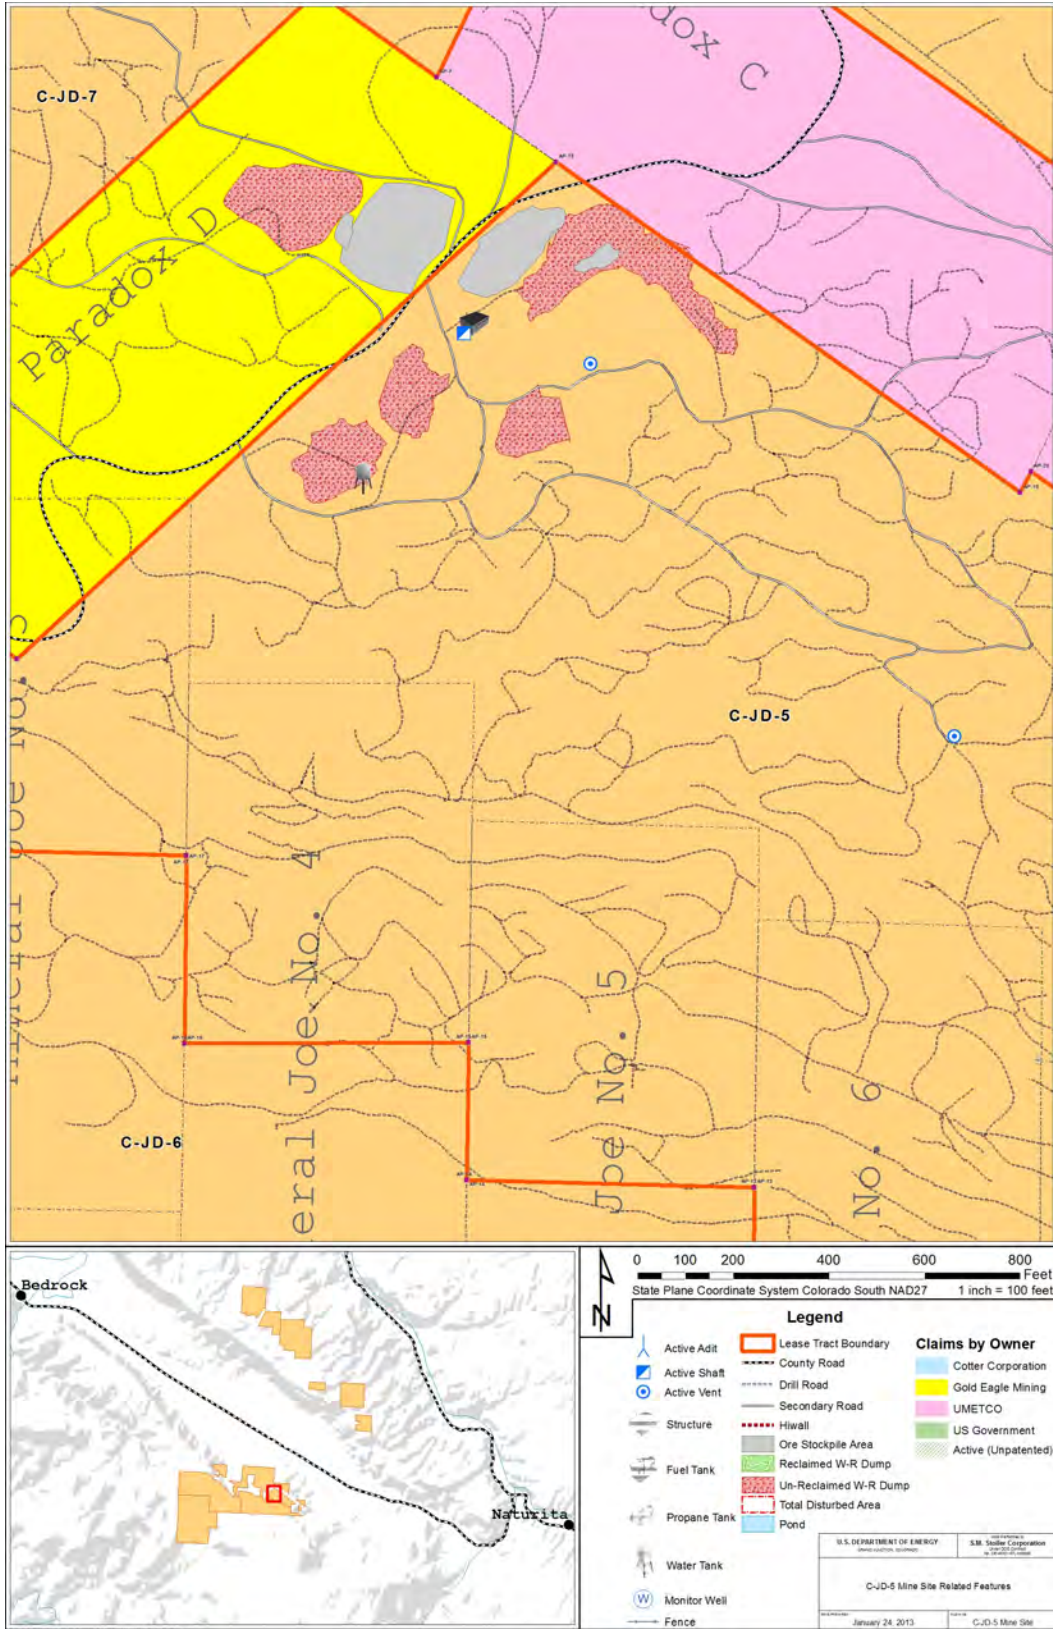 C-JD-7
Paradox D
dox C
AP-13
C-JD-5
eral Joe No. 4
Joe No. 5
No. 6
C-JD-6
Bedrock
Naturita
N
0 100 200 400 600 800
Feet
State Plane Coordinate System Colorado South NAD27 1 inch = 100 feet
Legend
Active Adit
Active Shaft
Active Vent
Structure
Fuel Tank
Propane Tank
Water Tank
W
Monitor Well
Fence
Lease Tract Boundary
County Road
Drill Road
Secondary Road
Hiwall
Ore Stockpile Area
Reclaimed W-R Dump
Un-Reclaimed W-R Dump
Total Disturbed Area
Pond
Claims by Owner
Cotter Corporation
Gold Eagle Mining
UMETCO
US Government
Active (Unpatented)
U.S. DEPARTMENT OF ENERGY
S.M. Stoller Corporation
C-JD-5 Mine Site Related Features
January 24, 2013
CJD-5 Mine Site